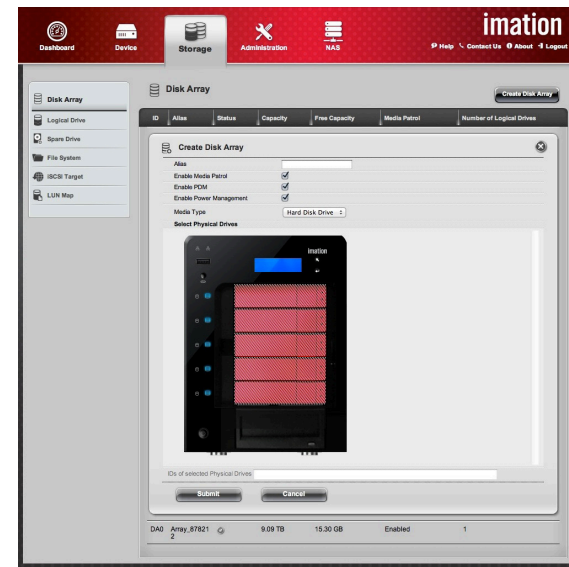 imation
Dashboard
Device
Storage
Administration
NAS
Help Contact Us About Logout
Disk Array
Logical Drive
Spare Drive
File System
iSCSI Target
LUN Map
Disk Array
Create Disk Array
ID Alias Status Capacity Free Capacity Media Patrol Number of Logical Drives
Create Disk Array
Alias
Enable Media Patrol
Enable PDM
Enable Power Management
Media Type Hard Disk Drive
Select Physical Drives
imation
IDs of selected Physical Drives
Submit Cancel
DA0 Array_87821 9.09 TB 15.30 GB Enabled 1
2